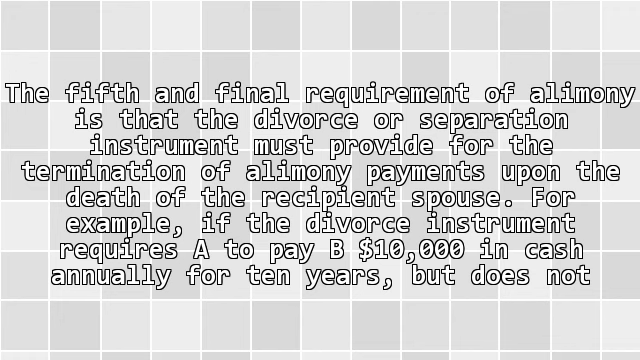 The fifth and final requirement of alimony
is that the divorce or separation
instrument must provide for the
termination of alimony payments upon the
death of the recipient spouse. For
example, if the divorce instrument
requires A to pay B $10,000 in cash
annually for ten years, but does not